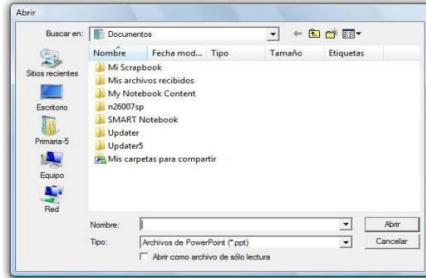 Abrir
Buscar en: Documentos
Nombre Fecha mod... Tipo Tamaño Etiquetas
Mi Scrapbook
Mis archivos recibidos
My Notebook Content
n26007sp
SMART Notebook
Updater
Updater5
Mis carpetas para compartir
Sitios recientes
Escritorio
Primaria-5
Equipo
Red
Nombre: Abrir
Tipo: Archivos de PowerPoint (*.ppt) Cancelar
Abrir como archivo de sólo lectura